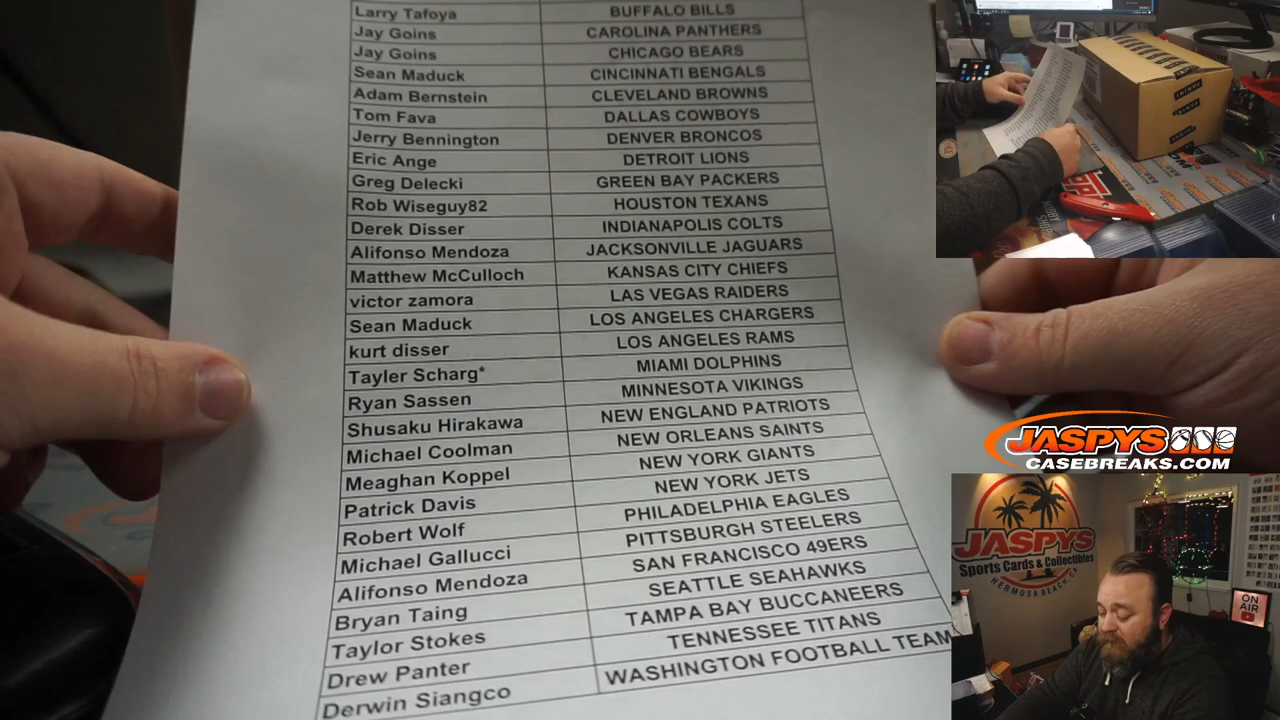 Larry Tafoya BUFFALO BILLS
Jay Goins CAROLINA PANTHERS
Jay Goins CHICAGO BEARS
Sean Maduck CINCINNATI BENGALS
Adam Bernstein CLEVELAND BROWNS
Tom Fava DALLAS COWBOYS
Jerry Bennington DENVER BRONCOS
Eric Ange DETROIT LIONS
Greg Delecki GREEN BAY PACKERS
Rob Wiseguy82 HOUSTON TEXANS
Derek Disser INDIANAPOLIS COLTS
Alifonso Mendoza JACKSONVILLE JAGUARS
Matthew McCulloch KANSAS CITY CHIEFS
victor zamora LAS VEGAS RAIDERS
Sean Maduck LOS ANGELES CHARGERS
kurt disser LOS ANGELES RAMS
Tayler Scharg* MIAMI DOLPHINS
Ryan Sassen MINNESOTA VIKINGS
Shusaku Hirakawa NEW ENGLAND PATRIOTS
Michael Coolman NEW ORLEANS SAINTS
Meaghan Koppel NEW YORK GIANTS
Patrick Davis NEW YORK JETS
Robert Wolf PHILADELPHIA EAGLES
Michael Gallucci PITTSBURGH STEELERS
Alifonso Mendoza SAN FRANCISCO 49ERS
Bryan Taing SEATTLE SEAHAWKS
Taylor Stokes TAMPA BAY BUCCANEERS
Drew Panter TENNESSEE TITANS
Derwin Siangco WASHINGTON FOOTBALL TEAM
JASPYS
CASEBREAKS.COM
JASPYS
Sports Cards & Collectibles
HERMOSA BEACH, CA
ON
AIR